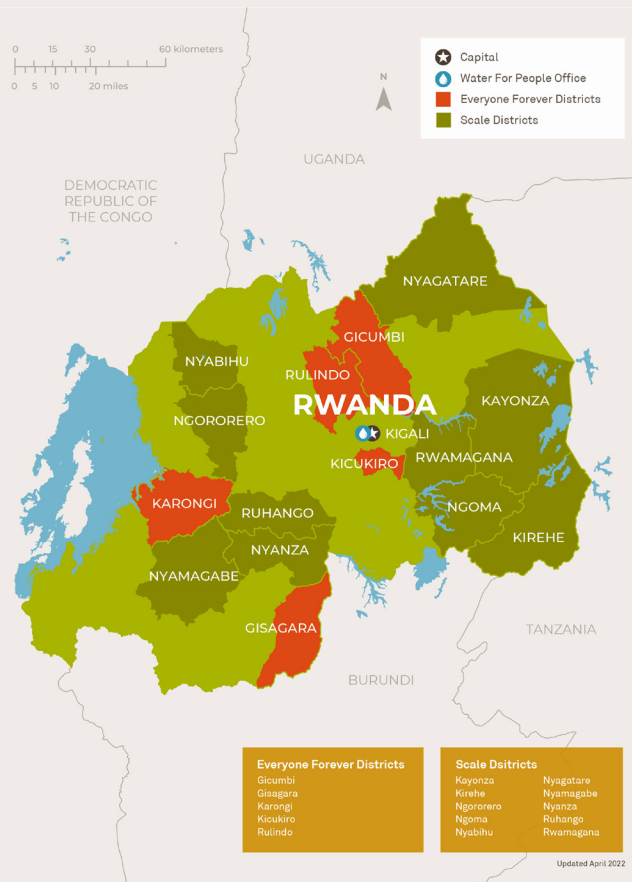 0 15 30 60 kilometers
0 5 10 20 miles
N
Capital
Water For People Office
Everyone Forever Districts
Scale Districts
UGANDA
DEMOCRATIC
REPUBLIC OF
THE CONGO
NYAGATARE
GICUMBI
NYABIHU
RULINDO
KAYONZA
RWANDA
NGORORERO
KIGALI
RWAMAGANA
KICUKIRO
KARONGI
NGOMA
RUHANGO
KIREHE
NYANZA
NYAMAGABE
GISAGARA
TANZANIA
BURUNDI
Everyone Forever Districts
Gicumbi
Gisagara
Karongi
Kicukiro
Rulindo
Scale Dsitricts
Kayonza
Kirehe
Ngororero
Ngoma
Nyabihu
Nyagatare
Nyamagabe
Nyanza
Ruhango
Rwamagana
Updated April 2022